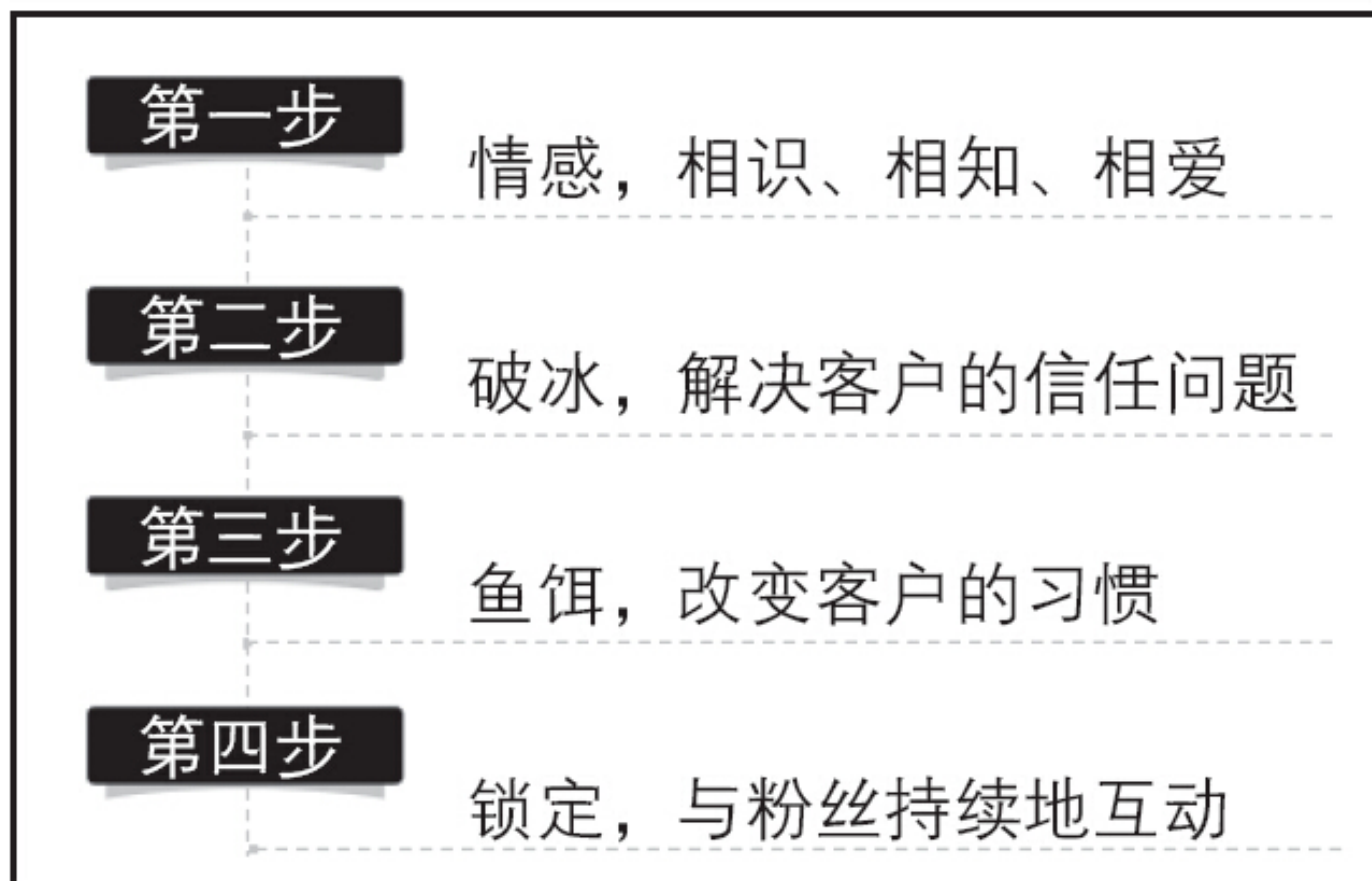 第一步
情感，相识、相知、相爱
第二步
破冰，解决客户的信任问题
第三步
鱼饵，改变客户的习惯
第四步
锁定，与粉丝持续地互动